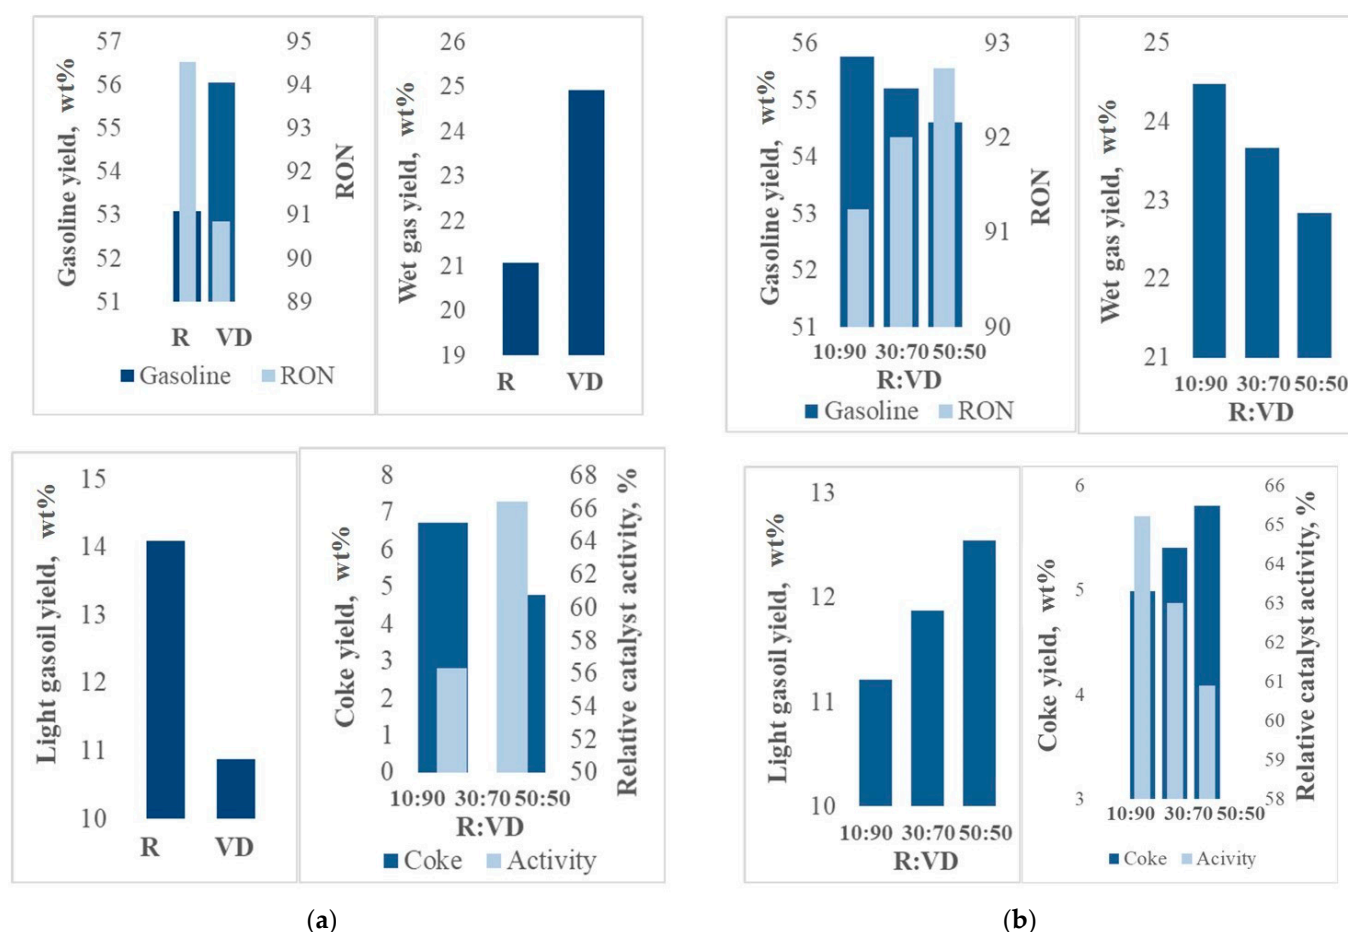 Gasoline yield, wt%
57
56
55
54
53
52
51
95
94
93
92
91
90
89
RON
R VD
Gasoline RON
Wet gas yield, wt%
26
25
24
23
22
21
20
19
R VD
Gasoline yield, wt%
56
55
54
53
52
51
93
92
91
90
RON
10:90 30:70 50:50
R:VD
Gasoline RON
Wet gas yield, wt%
25
24
23
22
21
10:90 30:70 50:50
R:VD
Light gasoil yield, wt%
15
14
13
12
11
10
R VD
Coke yield, wt%
8
7
6
5
4
3
2
1
0
68
66
64
62
60
58
56
54
52
50
Relative catalyst activity, %
10:90 30:70 50:50
R:VD
Coke Activity
Light gasoil yield, wt%
13
12
11
10
10:90 30:70 50:50
R:VD
Coke yield, wt%
6
5
4
3
66
65
64
63
62
61
60
59
58
Relative catalyst activity, %
10:90 30:70 50:50
Coke Acivity
(a)
(b)